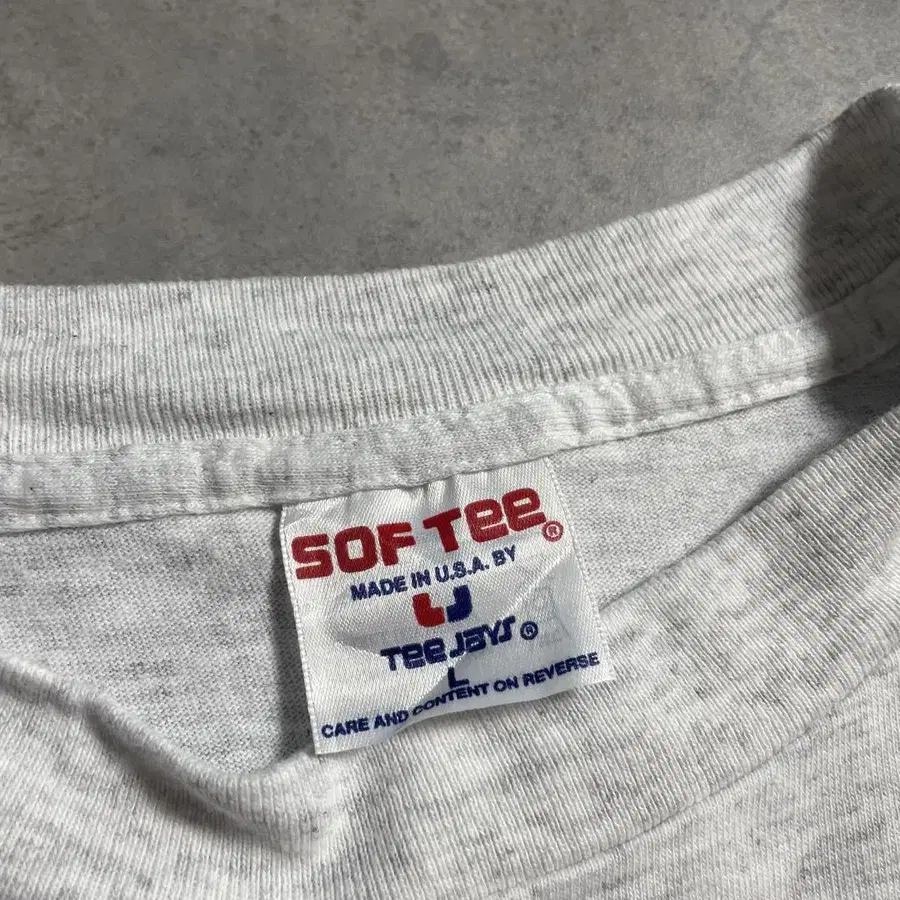 SOF TEE®
MADE IN U.S.A. BY
TEE JAYS®
L
CARE AND CONTENT ON REVERSE